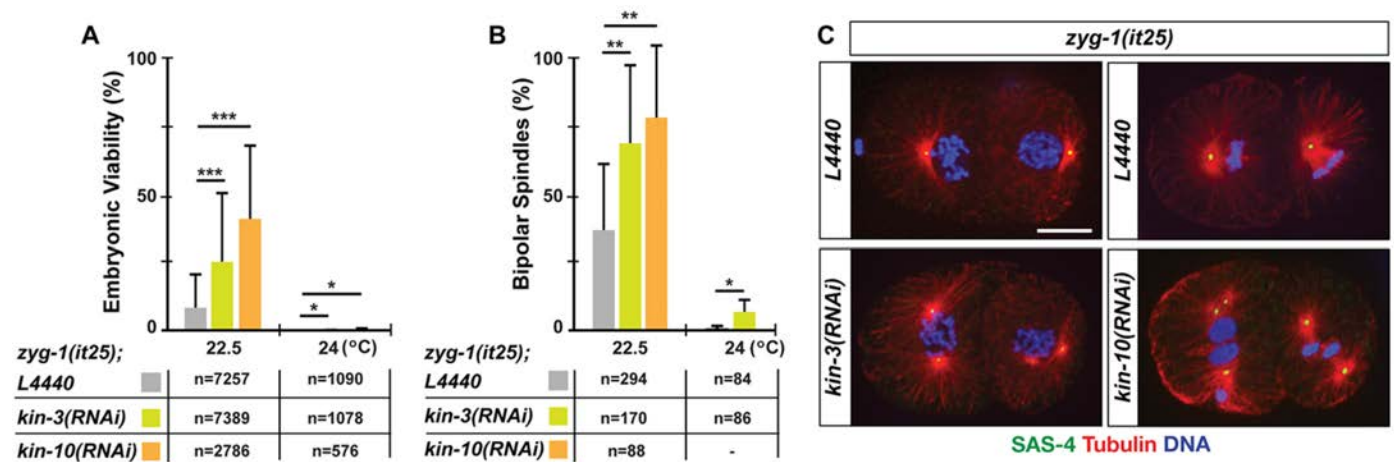 A
Embryonic Viability (%)
100
50
0
***
***
*
*
22.5
24 (°C)
zyg-1(it25);
L4440
n=7257
n=1090
kin-3(RNAi)
n=7389
n=1078
kin-10(RNAi)
n=2786
n=576
B
Bipolar Spindles (%)
100
50
0
**
**
*
22.5
24 (°C)
zyg-1(it25);
L4440
n=294
n=84
kin-3(RNAi)
n=170
n=86
kin-10(RNAi)
n=88
-
C
zyg-1(it25)
L4440
L4440
kin-3(RNAi)
kin-10(RNAi)
SAS-4 Tubulin DNA